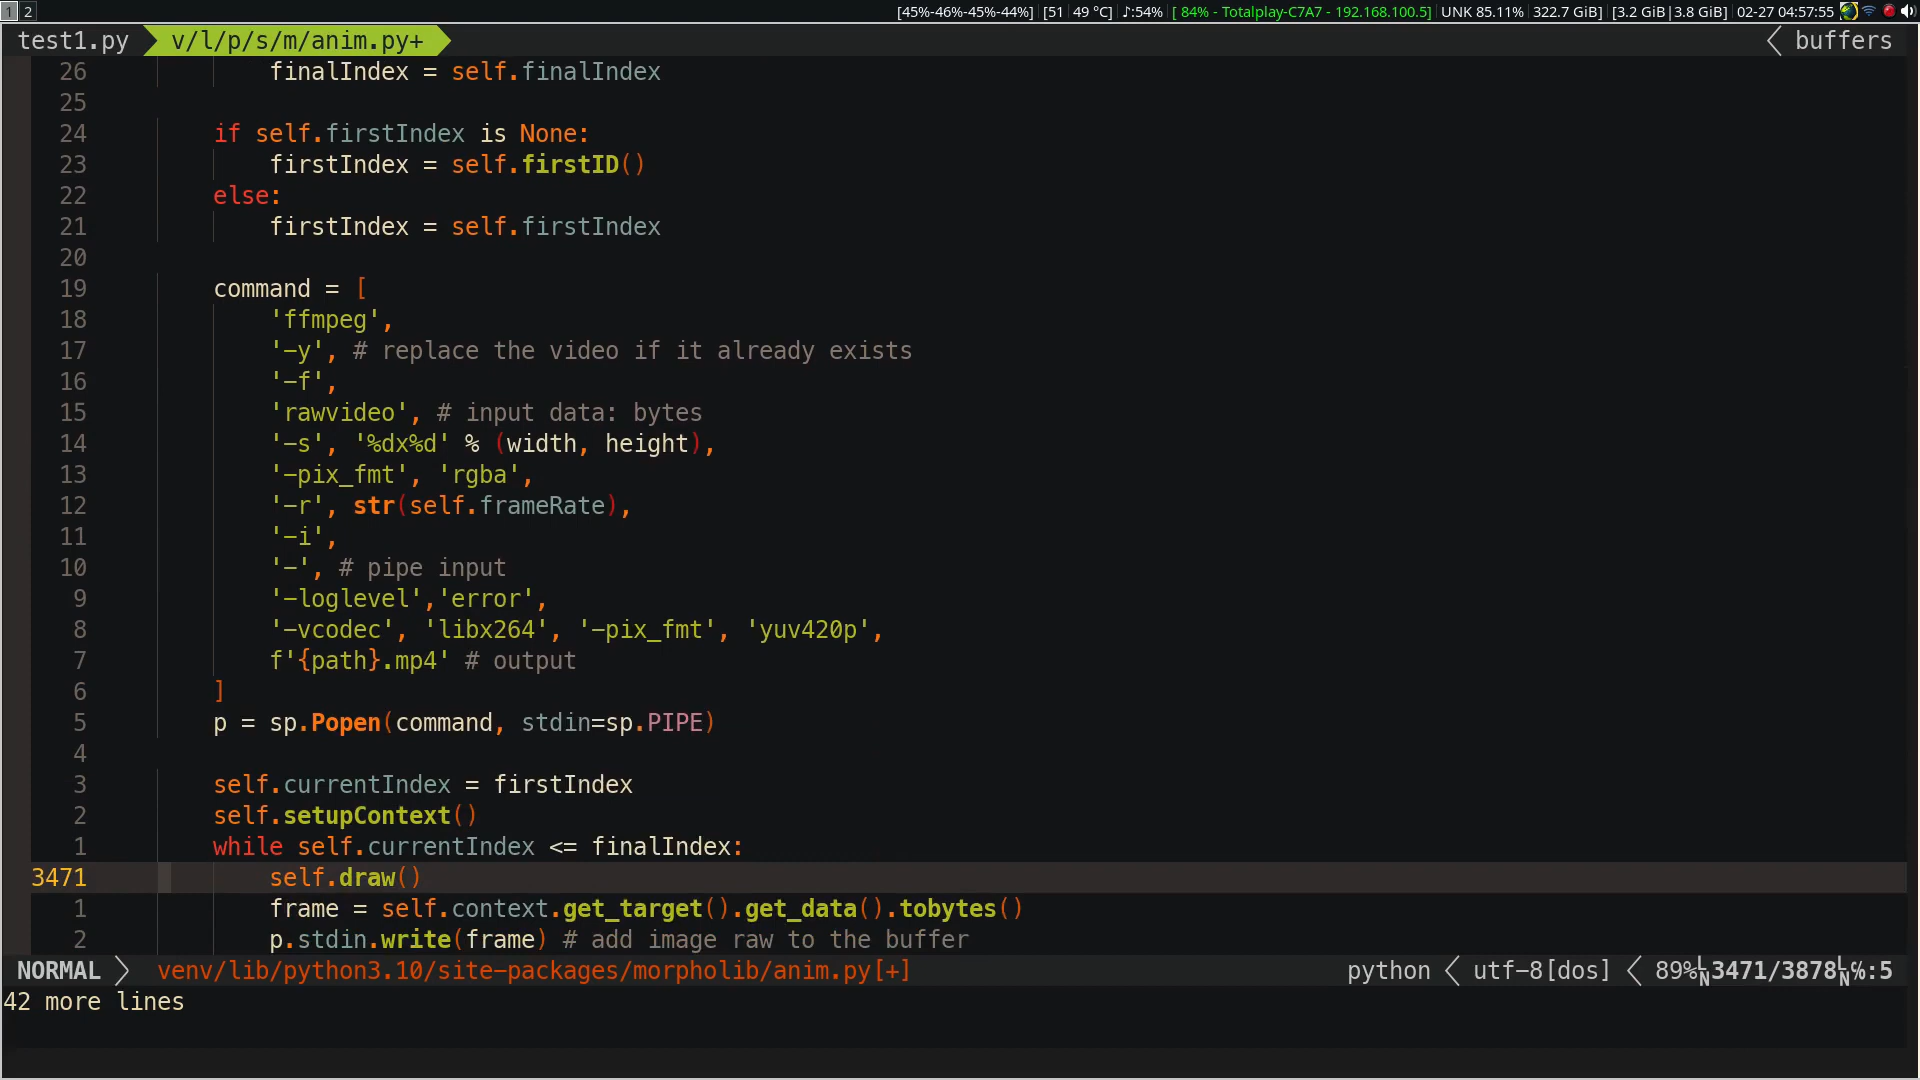 1 2 [45%-46%-45%-44%] [51 49 °C] ♪:54% [ 84% - Totalplay-C7A7 - 192.168.100.5] UNK 85.11% 322.7 GiB] [3.2 GiB|3.8 GiB] 02-27 04:57:55
test1.py v/l/p/s/m/anim.py+ buffers
26 finalIndex = self.finalIndex
25
24 if self.firstIndex is None:
23 firstIndex = self.firstID()
22 else:
21 firstIndex = self.firstIndex
20
19 command = [
18 'ffmpeg',
17 '-y', # replace the video if it already exists
16 '-f',
15 'rawvideo', # input data: bytes
14 '-s', '%dx%d' % (width, height),
13 '-pix_fmt', 'rgba',
12 '-r', str(self.frameRate),
11 '-i',
10 '-', # pipe input
9 '-loglevel','error',
8 '-vcodec', 'libx264', '-pix_fmt', 'yuv420p',
7 f'{path}.mp4' # output
6 ]
5 p = sp.Popen(command, stdin=sp.PIPE)
4
3 self.currentIndex = firstIndex
2 self.setupContext()
1 while self.currentIndex <= finalIndex:
3471 self.draw()
1 frame = self.context.get_target().get_data().tobytes()
2 p.stdin.write(frame) # add image raw to the buffer
NORMAL venv/lib/python3.10/site-packages/morpholib/anim.py[+] python utf-8[dos] 89%␤3471/3878␤℅:5
42 more lines